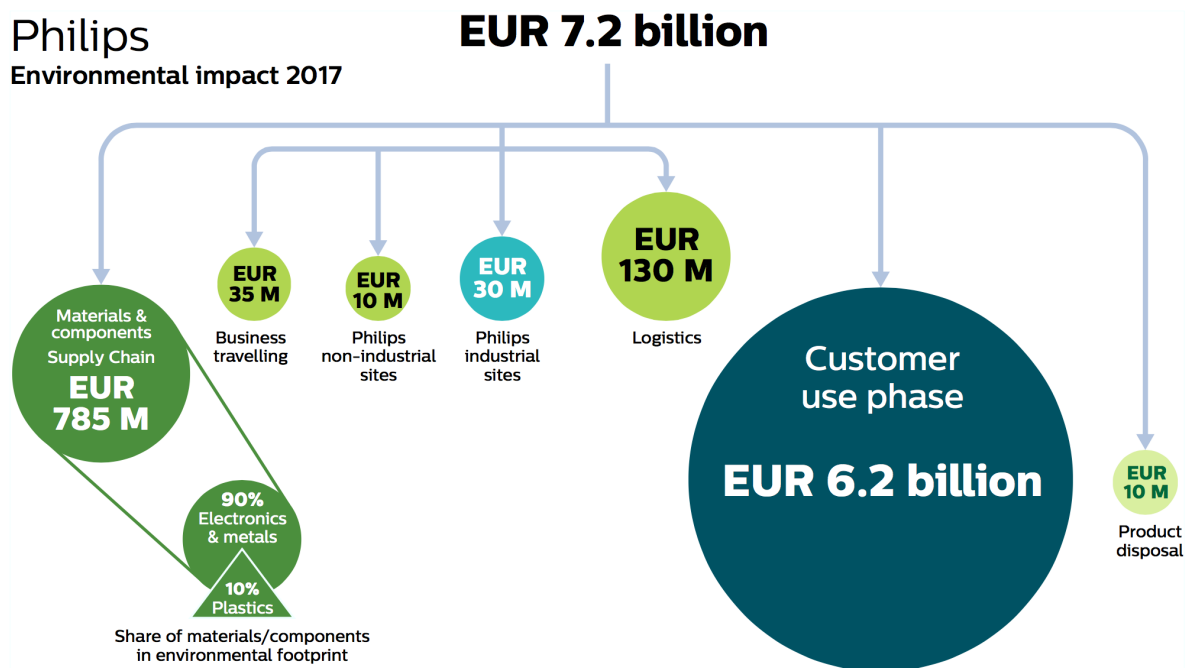 Philips
Environmental impact 2017
EUR 7.2 billion
Materials &
components
Supply Chain
EUR
785 M
90%
Electronics
& metals
10%
Plastics
Share of materials/components
in environmental footprint
EUR
35 M
Business
travelling
EUR
10 M
Philips
non-industrial
sites
EUR
30 M
Philips
industrial
sites
EUR
130 M
Logistics
Customer
use phase
EUR 6.2 billion
EUR
10 M
Product
disposal